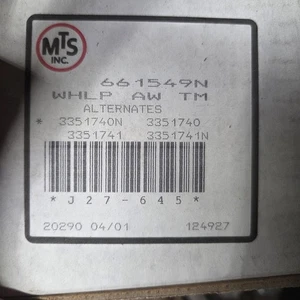 MTS
INC.
661549N
WHLP AW TM
ALTERNATES
* 3351740N 3351740
3351741 3351741N
*J27-645*
20290 04/01 124927